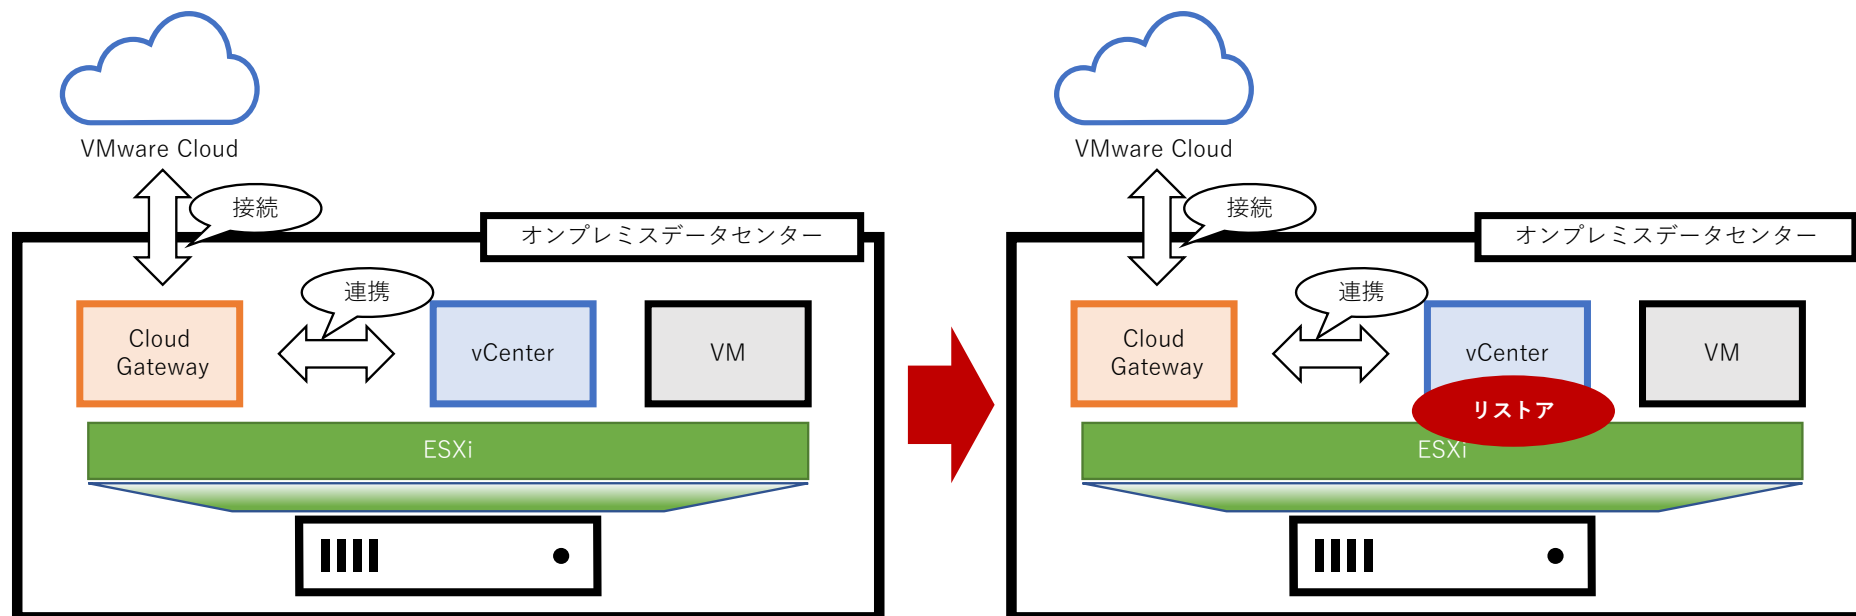 VMware Cloud
接続
オンプレミスデータセンター
連携
Cloud
Gateway
vCenter
VM
ESXi
VMware Cloud
接続
オンプレミスデータセンター
連携
Cloud
Gateway
vCenter
VM
リストア
ESXi